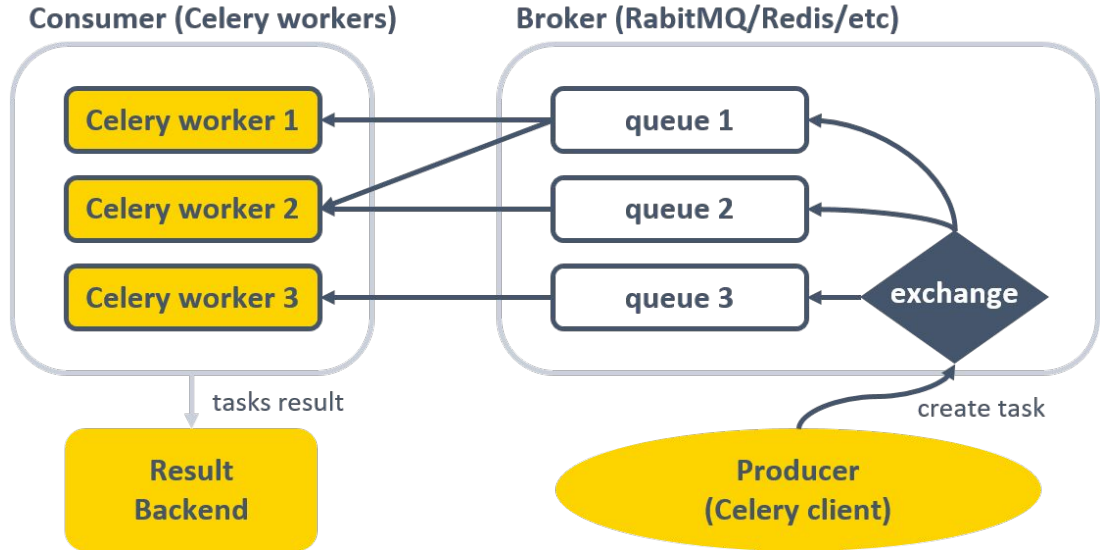 Consumer (Celery workers)
Broker (RabitMQ/Redis/etc)
Celery worker 1
queue 1
Celery worker 2
queue 2
Celery worker 3
queue 3
exchange
tasks result
create task
Result
Backend
Producer
(Celery client)